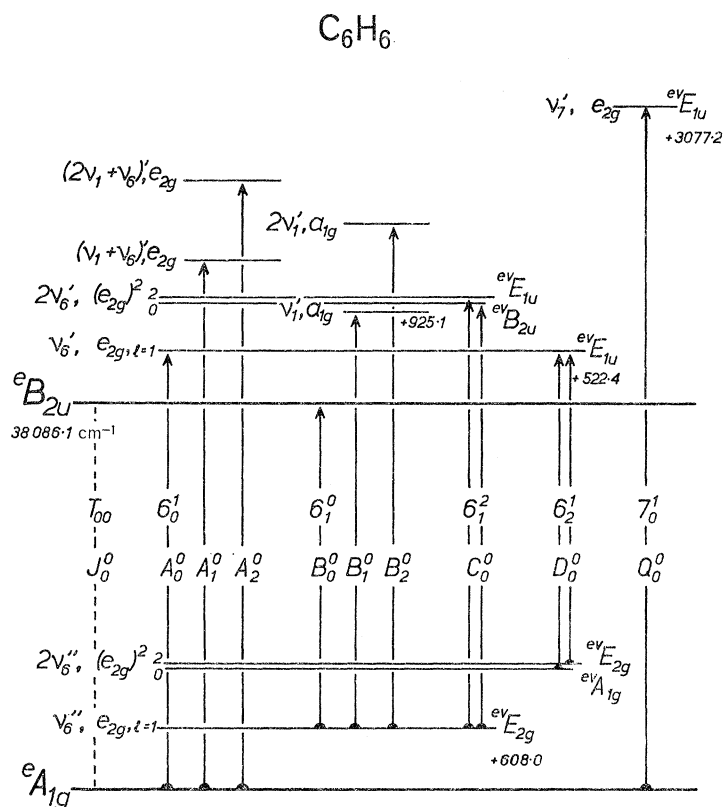 C₆H₆
ν₇′, e₂g ᵉᵛE₁u
+3077·2
(2ν₁ + ν₆)′, e₂g
2ν₁′, a₁g
(ν₁ + ν₆)′, e₂g
2ν₆′, (e₂g)² 2 ᵉᵛE₁u
0 ν₁′, a₁g ᵉᵛB₂u
+925·1
ν₆′, e₂g, ℓ=1 ᵉᵛE₁u
+522·4
ᵉB₂u
38 086·1 cm⁻¹
T₀₀ 6₀¹ 6₁⁰ 6₁² 6₂¹ 7₀¹
J₀⁰ A₀⁰ A₁⁰ A₂⁰ B₀⁰ B₁⁰ B₂⁰ C₀⁰ D₀⁰ Q₀⁰
2ν₆″, (e₂g)² 2 ᵉᵛE₂g
0 ᵉᵛA₁g
ν₆″, e₂g, ℓ=1 ᵉᵛE₂g
+608·0
ᵉA₁g